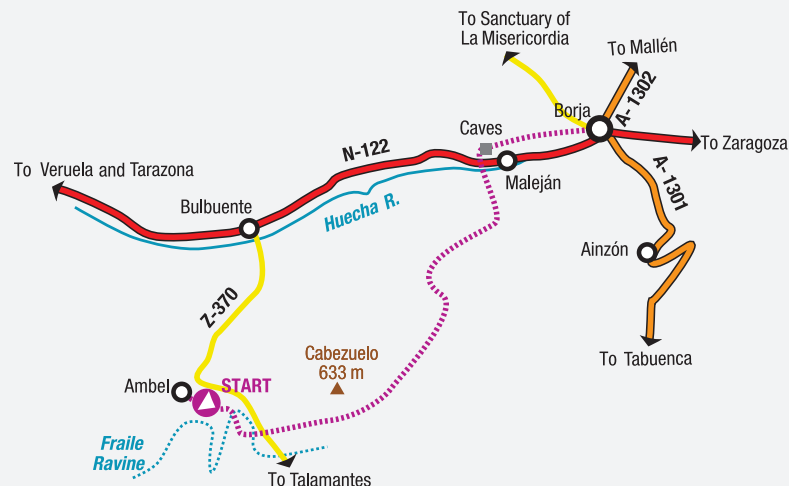 To Sanctuary of
La Misericordia
To Mallén
A-1302
Borja
Caves
To Zaragoza
N-122
To Veruela and Tarazona
Maleján
A-1301
Bulbuente
Huecha R.
Ainzón
Z-370
Cabezuelo
633 m
To Tabuenca
Ambel
START
Fraile
Ravine
To Talamantes